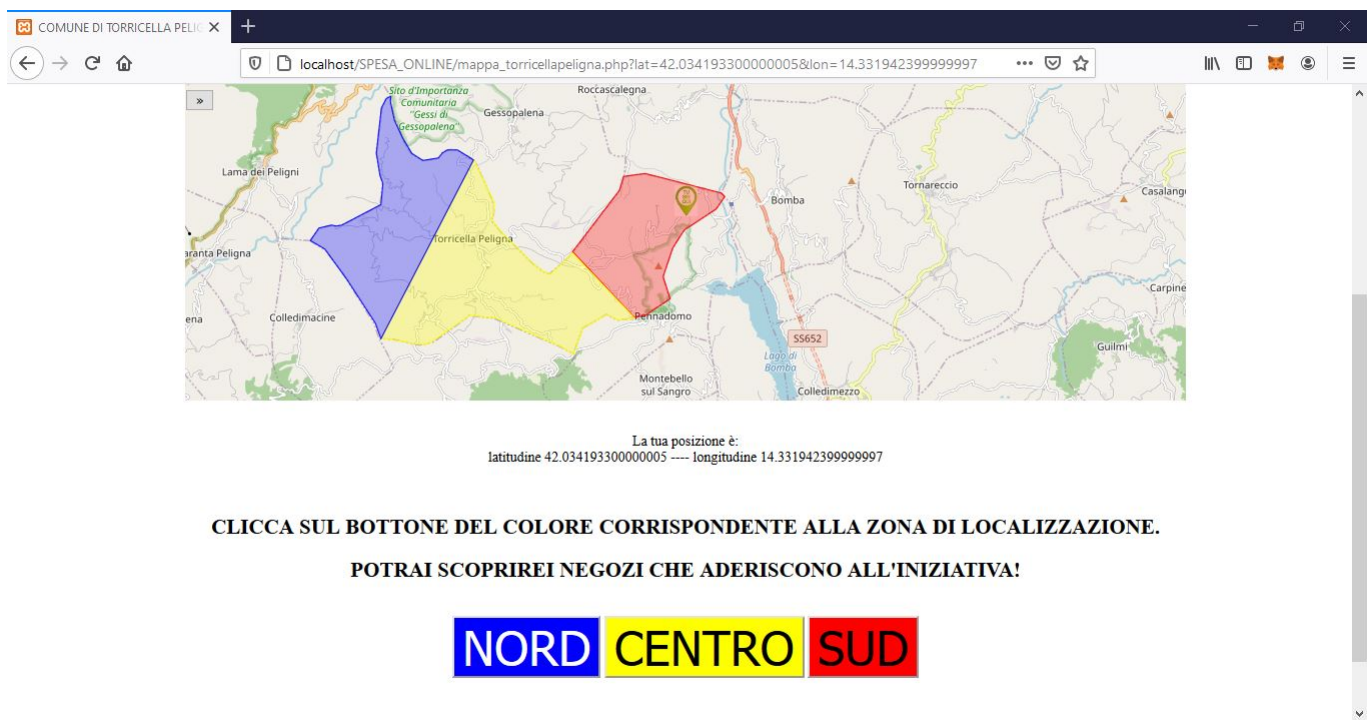 COMUNE DI TORRICELLA PELIG
localhost/SPESA_ONLINE/mappa_torricellapeligna.php?lat=42.034193300000005&lon=14.331942399999997
»
Sito d'Importanza
Comunitaria
"Gessi di
Gessopalena"
Roccascalegna
Gessopalena
Lama dei Peligni
Tornareccio
Casalangu
Bomba
Torricella Peligna
aranta Peligna
Carpine
ena
Colledimacine
Pennadomo
SS652
Guilmi
Lago di
Bomba
Montebello
sul Sangro
Colledimezzo
La tua posizione è:
latitudine 42.034193300000005 ---- longitudine 14.331942399999997
CLICCA SUL BOTTONE DEL COLORE CORRISPONDENTE ALLA ZONA DI LOCALIZZAZIONE.
POTRAI SCOPRIREI NEGOZI CHE ADERISCONO ALL'INIZIATIVA!
NORD CENTRO SUD